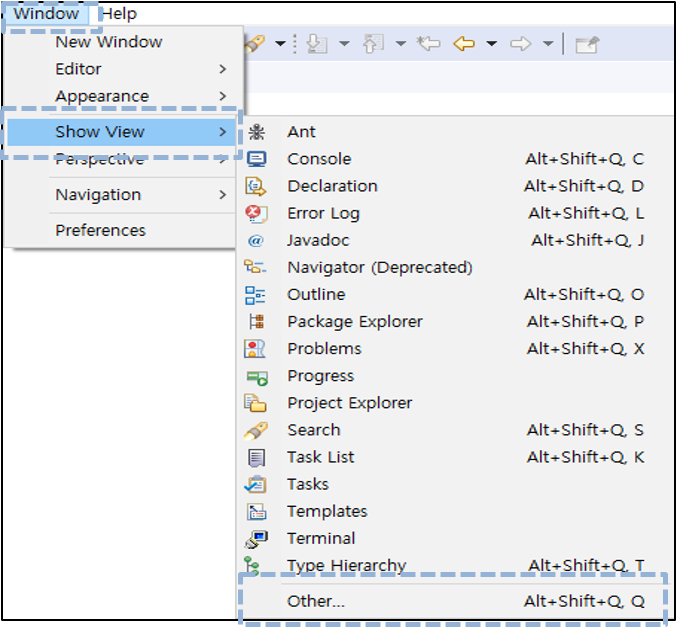 Window Help
New Window
Editor
Appearance
Show View
Perspective
Navigation
Preferences
Ant
Console Alt+Shift+Q, C
Declaration Alt+Shift+Q, D
Error Log Alt+Shift+Q, L
Javadoc Alt+Shift+Q, J
Navigator (Deprecated)
Outline Alt+Shift+Q, O
Package Explorer Alt+Shift+Q, P
Problems Alt+Shift+Q, X
Progress
Project Explorer
Search Alt+Shift+Q, S
Task List Alt+Shift+Q, K
Tasks
Templates
Terminal
Type Hierarchy Alt+Shift+Q, T
Other... Alt+Shift+Q, Q